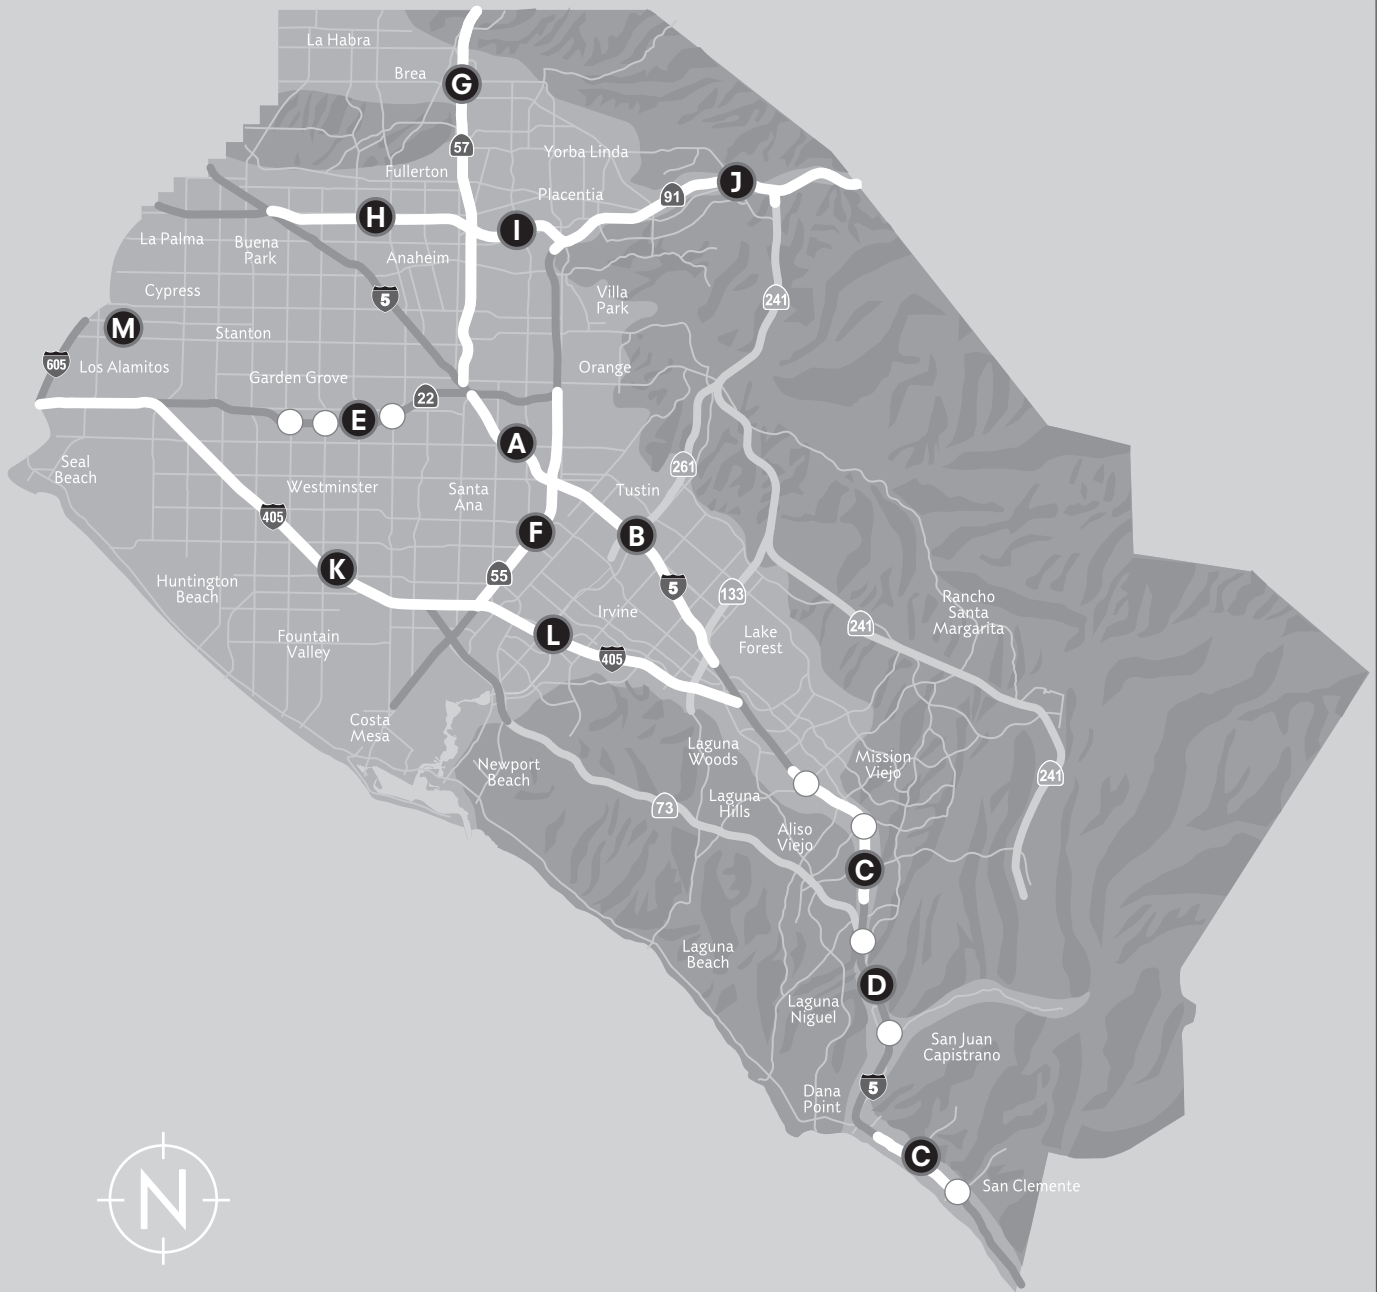 La Habra
Brea
G
57
Yorba Linda
Fullerton
J
91
Placentia
H
I
La Palma
Buena
Park
Anaheim
Cypress
5
Villa
Park
241
M
Stanton
605
Los Alamitos
Orange
Garden Grove
22
E
A
Seal
Beach
261
Westminster
Santa
Ana
Tustin
405
F
B
K
55
5
133
Huntington
Beach
Irvine
Rancho
Santa
Margarita
241
L
Lake
Forest
Fountain
Valley
405
Costa
Mesa
Laguna
Woods
Mission
Viejo
Newport
Beach
241
73
Laguna
Hills
Aliso
Viejo
C
Laguna
Beach
D
Laguna
Niguel
San Juan
Capistrano
5
Dana
Point
C
San Clemente
N